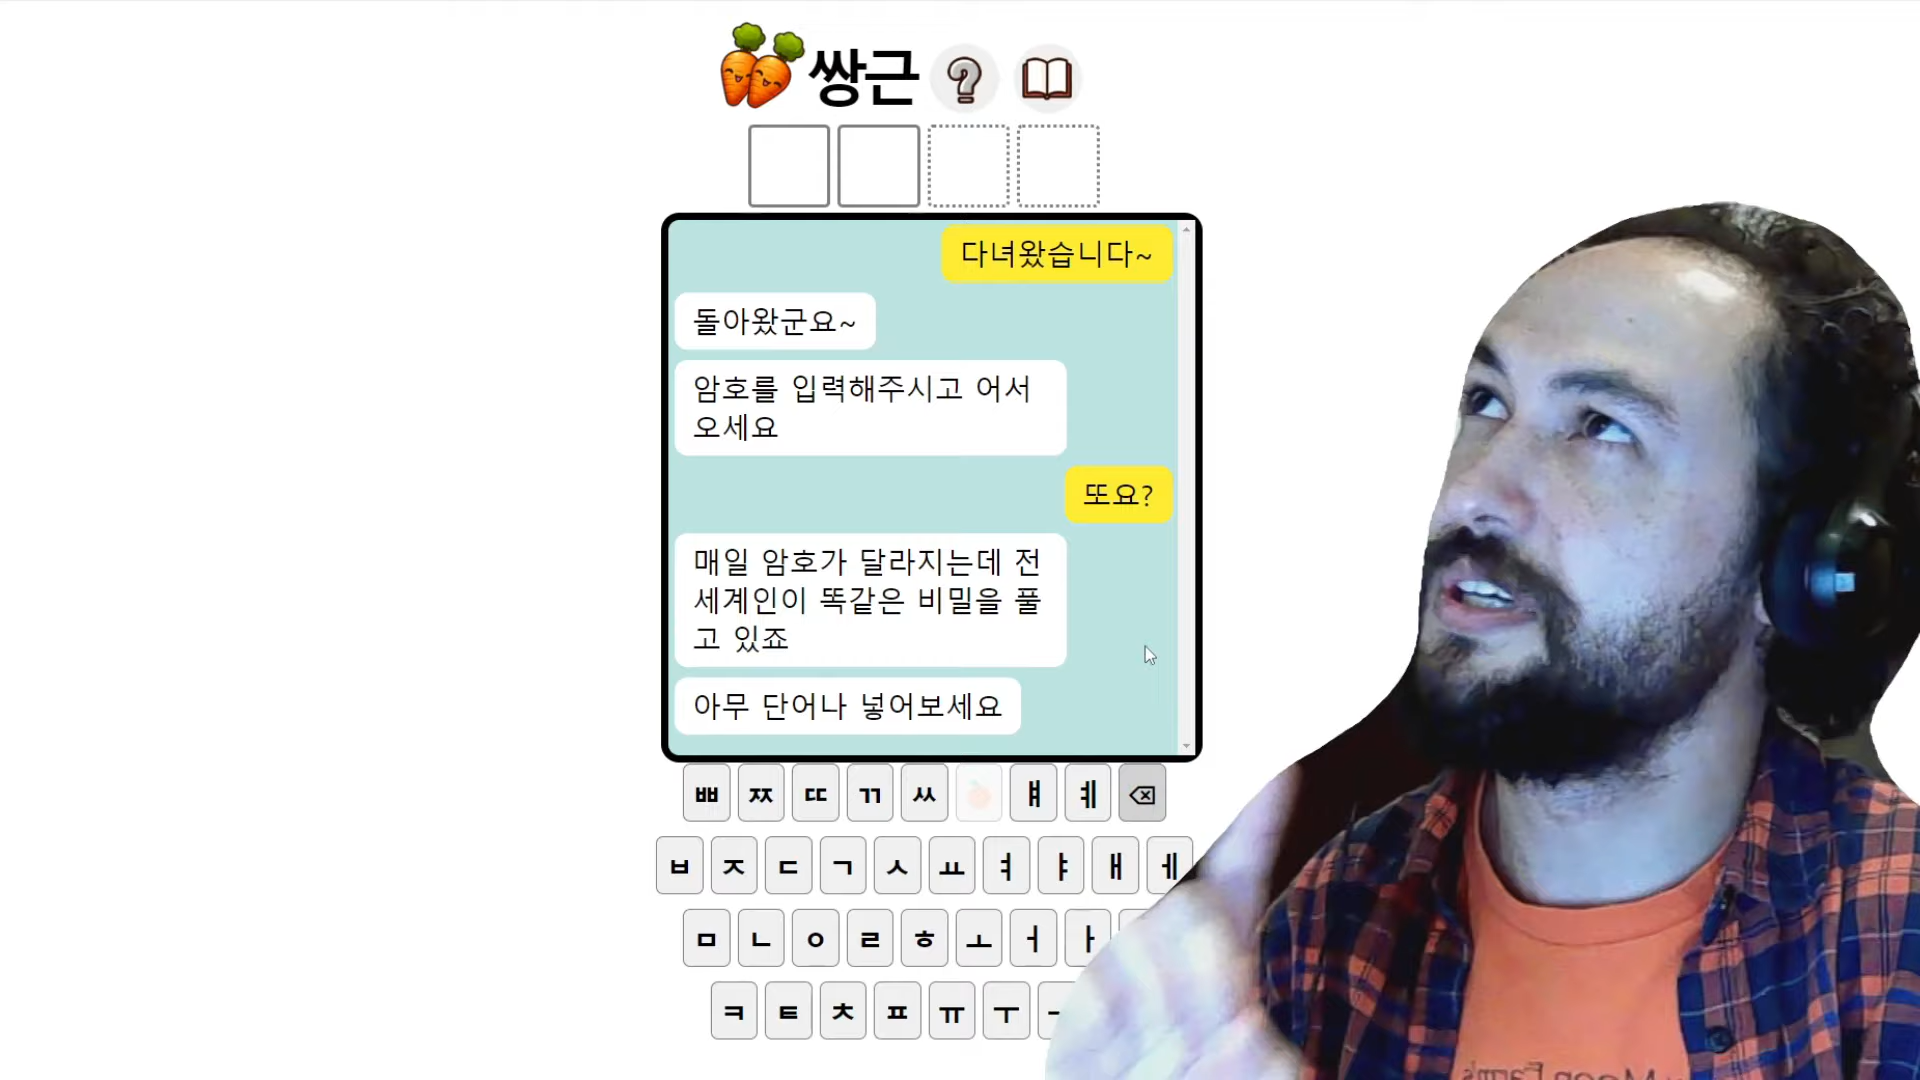 쌍근
다녀왔습니다~
돌아왔군요~
암호를 입력해주시고 어서
오세요
또요?
매일 암호가 달라지는데 전
세계인이 똑같은 비밀을 풀
고 있죠
아무 단어나 넣어보세요
ㅃ ㅉ ㄸ ㄲ ㅆ ㅒ ㅖ
ㅂ ㅈ ㄷ ㄱ ㅅ ㅛ ㅕ ㅑ ㅐ ㅔ
ㅁ ㄴ ㅇ ㄹ ㅎ ㅗ ㅓ ㅏ
ㅋ ㅌ ㅊ ㅍ ㅠ ㅜ ㅡ